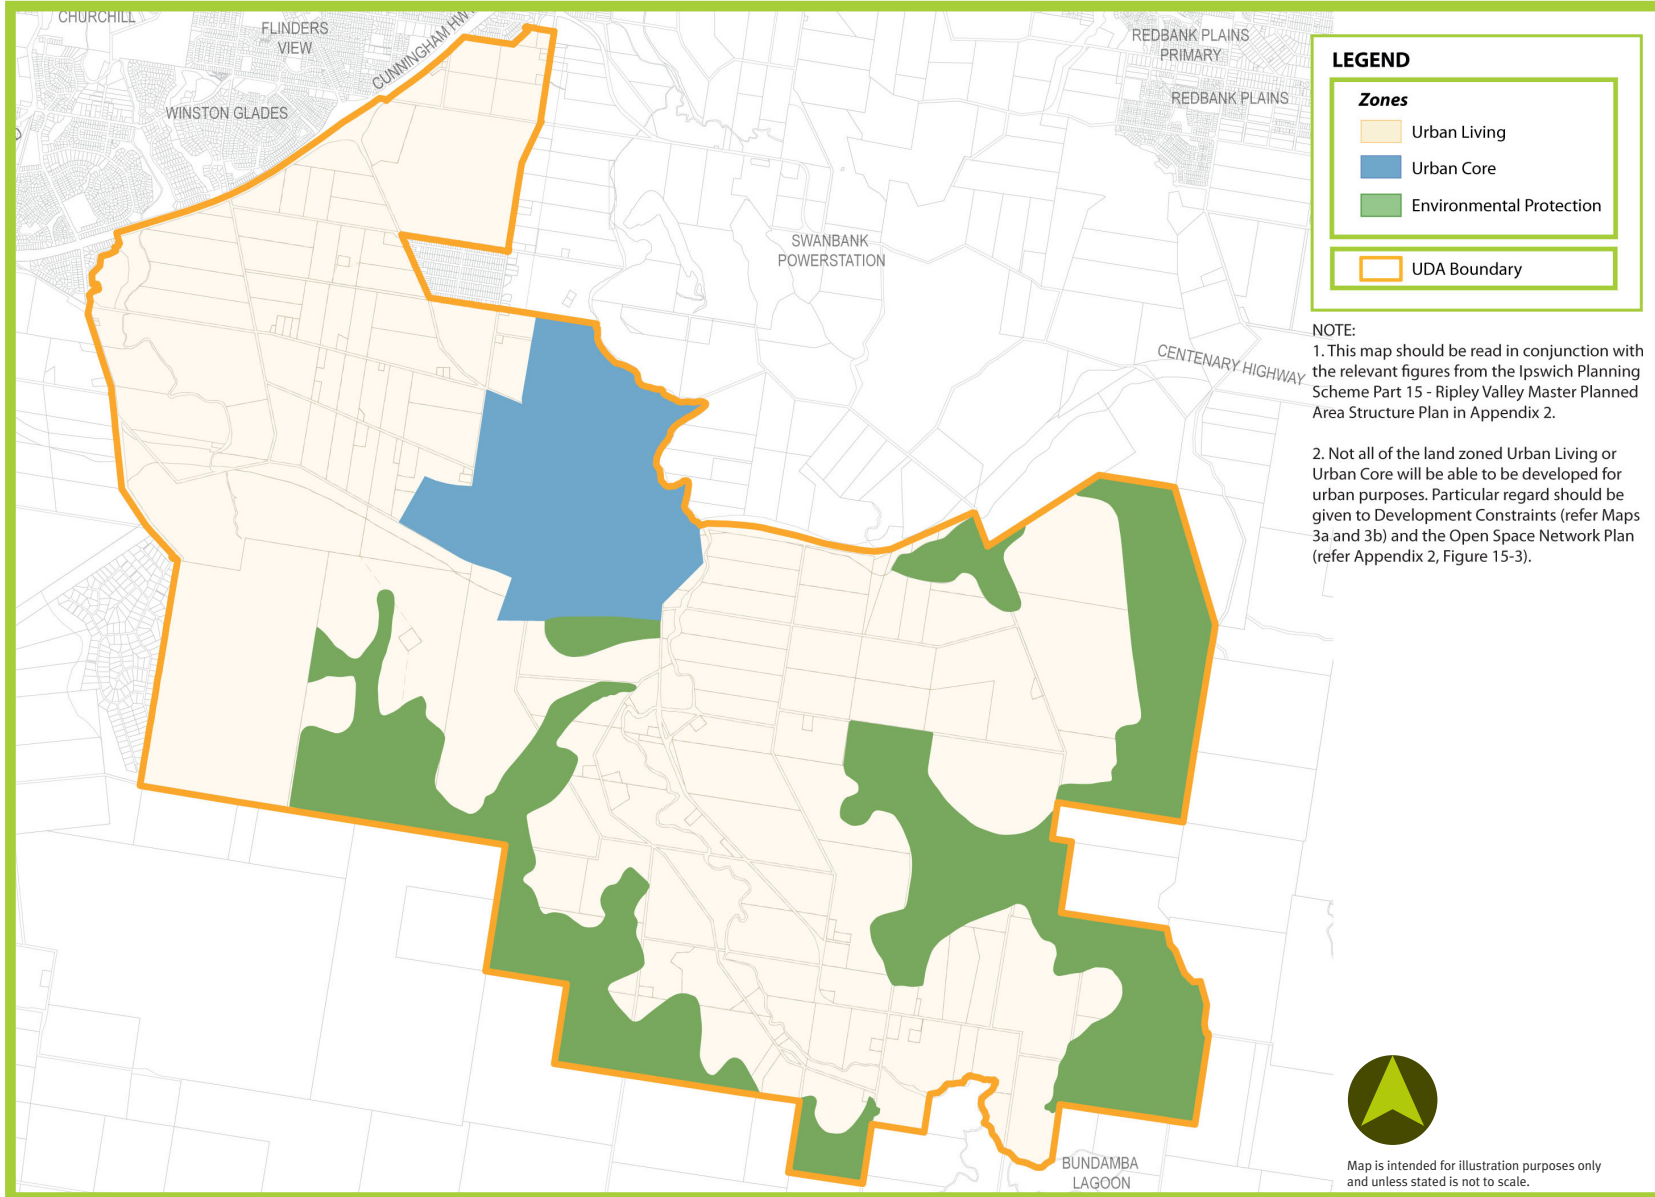 CHURCHILL
FLINDERS
VIEW
CUNNINGHAM HWY
WINSTON GLADES
REDBANK PLAINS
PRIMARY
REDBANK PLAINS
SWANBANK
POWERSTATION
CENTENARY HIGHWAY
BUNDAMBA
LAGOON
LEGEND
Zones
Urban Living
Urban Core
Environmental Protection
UDA Boundary
NOTE:
1. This map should be read in conjunction with
the relevant figures from the Ipswich Planning
Scheme Part 15 - Ripley Valley Master Planned
Area Structure Plan in Appendix 2.
2. Not all of the land zoned Urban Living or
Urban Core will be able to be developed for
urban purposes. Particular regard should be
given to Development Constraints (refer Maps
3a and 3b) and the Open Space Network Plan
(refer Appendix 2, Figure 15-3).
Map is intended for illustration purposes only
and unless stated is not to scale.